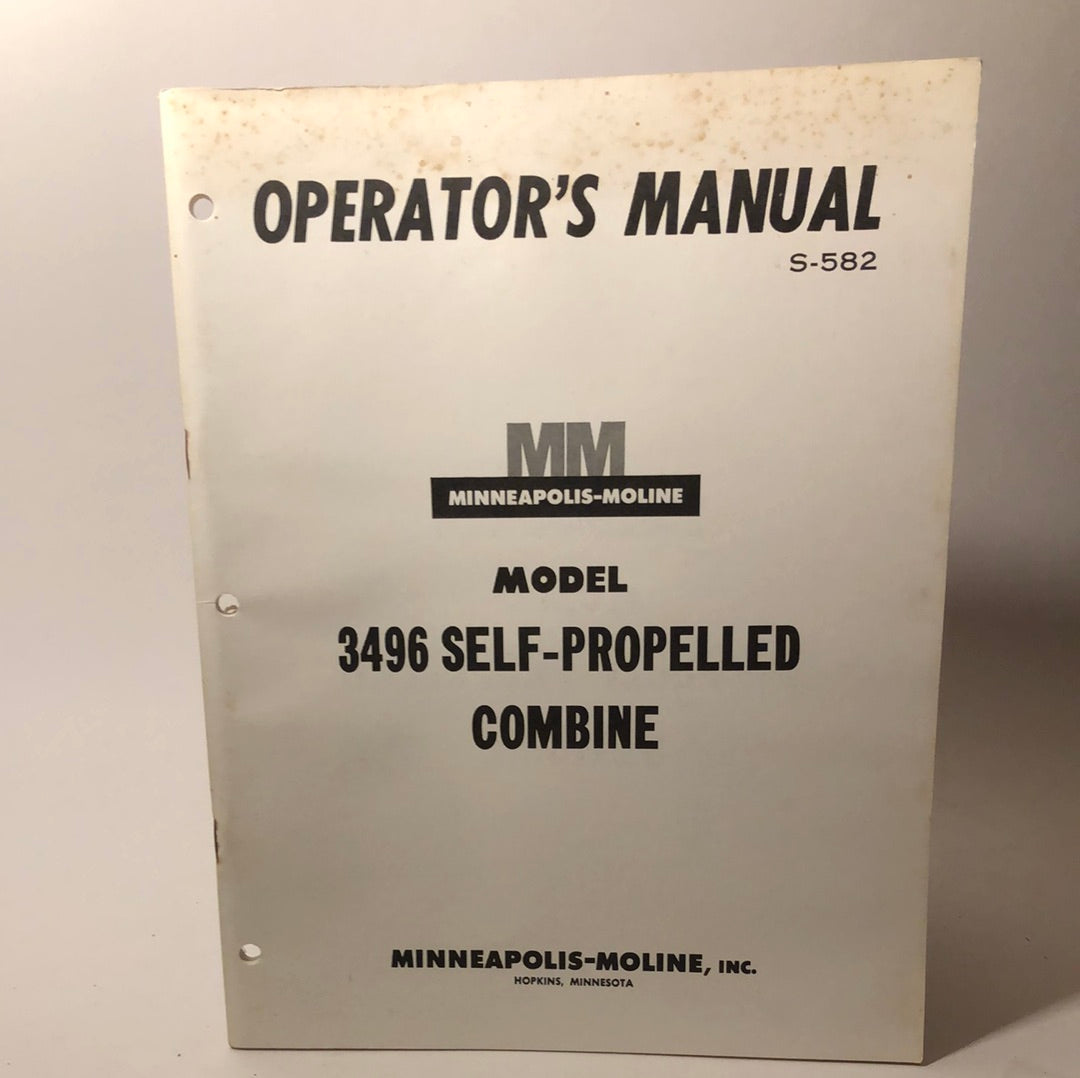 OPERATOR'S MANUAL
S-582
MM
MINNEAPOLIS-MOLINE
MODEL
3496 SELF-PROPELLED
COMBINE
MINNEAPOLIS-MOLINE, INC.
HOPKINS, MINNESOTA